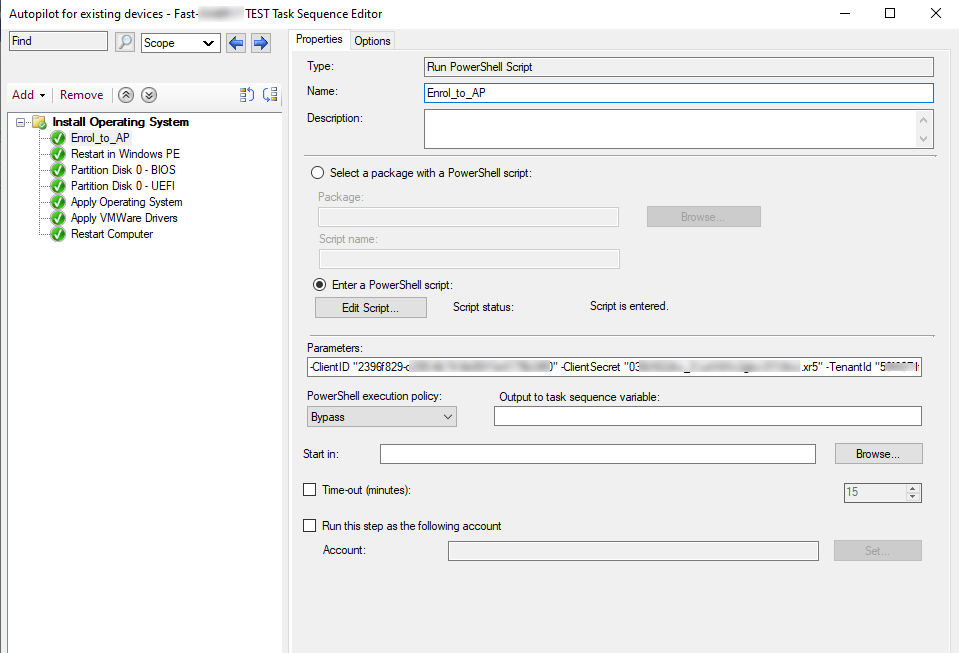 Autopilot for existing devices - Fast- TEST Task Sequence Editor
Find
Scope
Add
Remove
Install Operating System
Enrol_to_AP
Restart in Windows PE
Partition Disk 0 - BIOS
Partition Disk 0 - UEFI
Apply Operating System
Apply VMWare Drivers
Restart Computer
Properties
Options
Type:
Run PowerShell Script
Name:
Enrol_to_AP
Description:
Select a package with a PowerShell script:
Package:
Browse...
Script name:
Enter a PowerShell script:
Edit Script...
Script status:
Script is entered.
Parameters:
-ClientID "2396f829- 0" -ClientSecret "03 .xr5" -TenantId "5
PowerShell execution policy:
Output to task sequence variable:
Bypass
Start in:
Browse...
Time-out (minutes):
15
Run this step as the following account
Account:
Set...